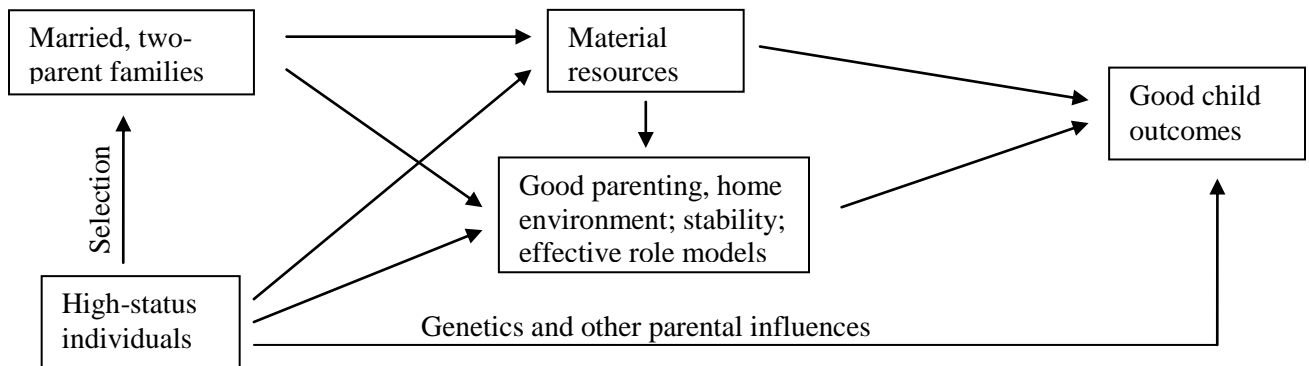 Married, two-
parent families
Material
resources
Good child
outcomes
Selection
Good parenting, home
environment; stability;
effective role models
High-status
individuals
Genetics and other parental influences